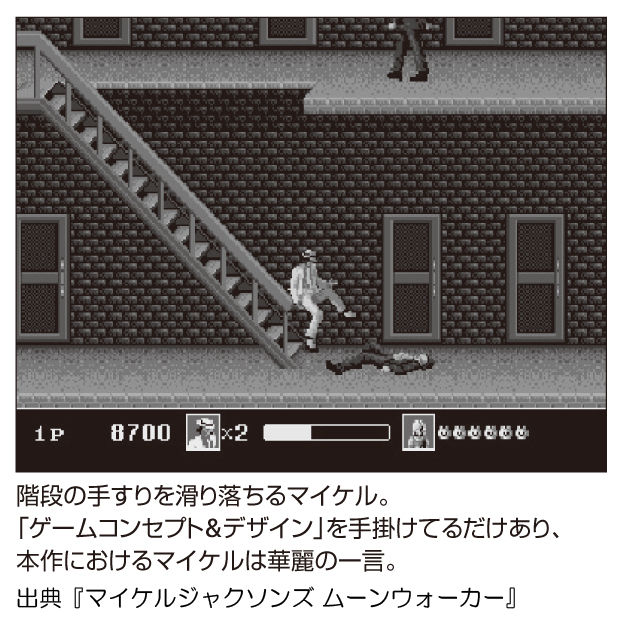 1P 8700 ×2
階段の手すりを滑り落ちるマイケル。
「ゲームコンセプト&デザイン」を手掛けてるだけあり、
本作におけるマイケルは華麗の一言。
出典『マイケルジャクソンズ ムーンウォーカー』